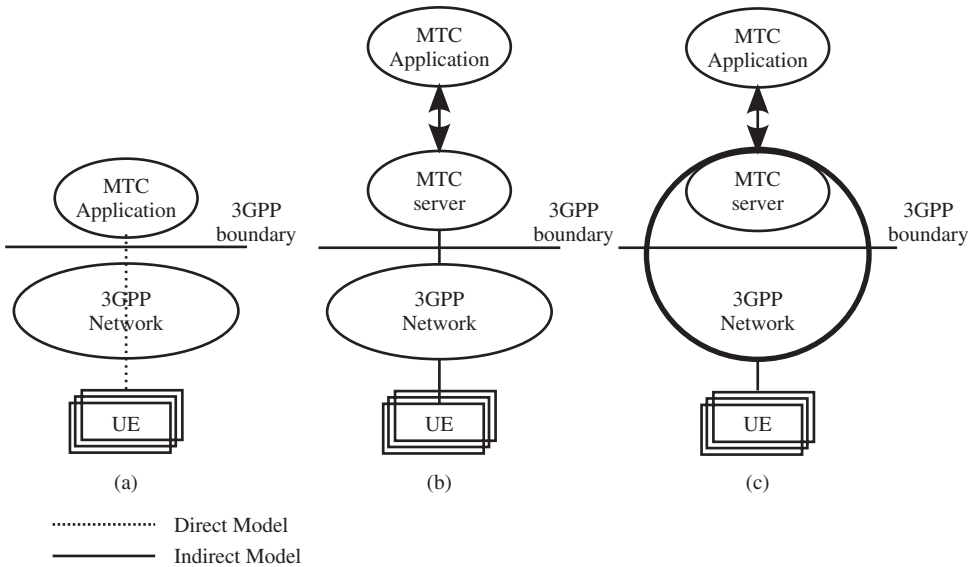 MTC
Application
3GPP
boundary
3GPP
Network
UE
(a)
MTC
Application
MTC
server
3GPP
boundary
3GPP
Network
UE
(b)
MTC
Application
MTC
server
3GPP
boundary
3GPP
Network
UE
(c)
Direct Model
Indirect Model